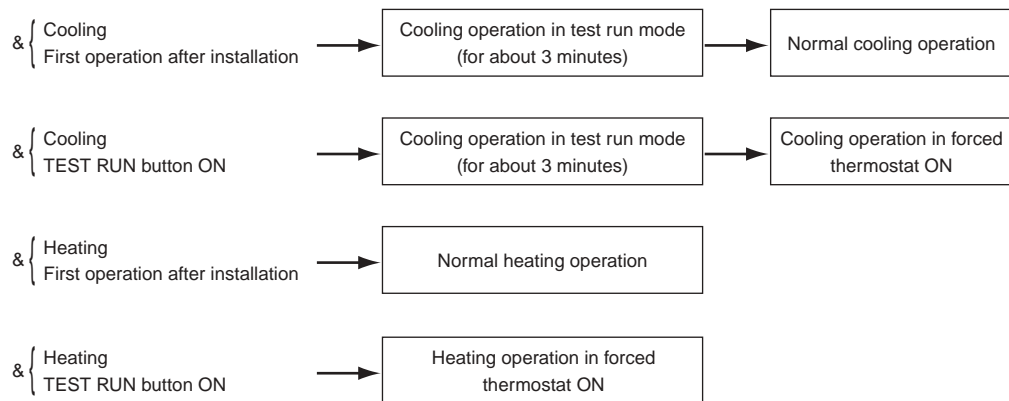 & { Cooling
First operation after installation
Cooling operation in test run mode
(for about 3 minutes)
Normal cooling operation
& { Cooling
TEST RUN button ON
Cooling operation in test run mode
(for about 3 minutes)
Cooling operation in forced
thermostat ON
& { Heating
First operation after installation
Normal heating operation
& { Heating
TEST RUN button ON
Heating operation in forced
thermostat ON